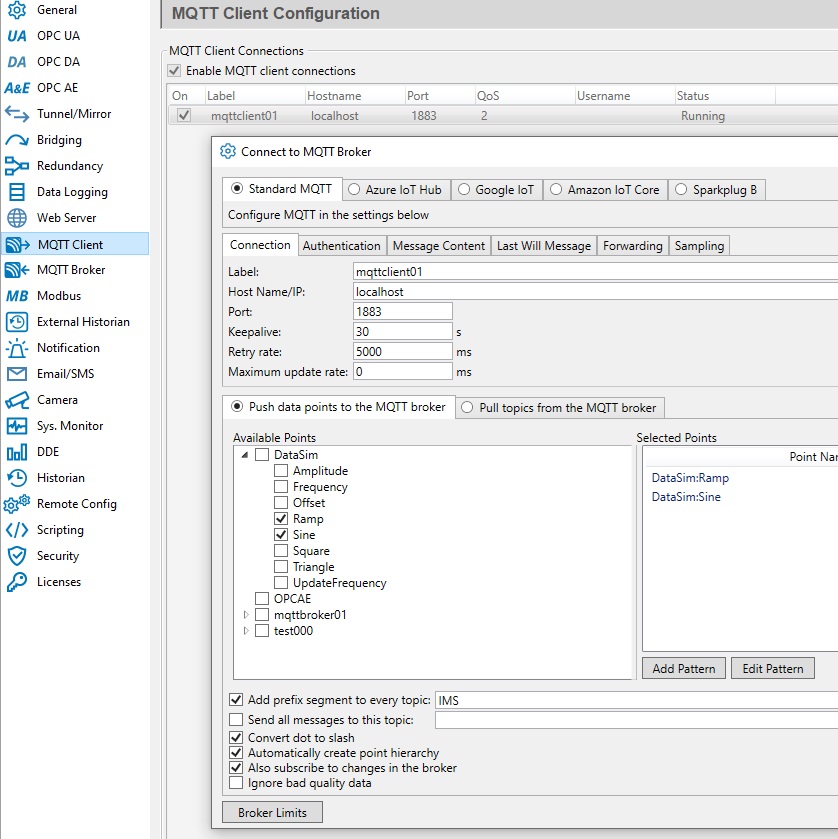 General
OPC UA
OPC DA
OPC AE
Tunnel/Mirror
Bridging
Redundancy
Data Logging
Web Server
MQTT Client
MQTT Broker
Modbus
External Historian
Notification
Email/SMS
Camera
Sys. Monitor
DDE
Historian
Remote Config
Scripting
Security
Licenses
UA
DA
A&E
MB
MQTT Client Configuration
MQTT Client Connections
Enable MQTT client connections
On Label Hostname Port QoS Username Status
mqttclient01 localhost 1883 2 Running
Connect to MQTT Broker
Standard MQTT Azure IoT Hub Google IoT Amazon IoT Core Sparkplug B
Configure MQTT in the settings below
Connection Authentication Message Content Last Will Message Forwarding Sampling
Label: mqttclient01
Host Name/IP: localhost
Port: 1883
Keepalive: 30 s
Retry rate: 5000 ms
Maximum update rate: 0 ms
Push data points to the MQTT broker Pull topics from the MQTT broker
Available Points
DataSim
Amplitude
Frequency
Offset
Ramp
Sine
Square
Triangle
UpdateFrequency
OPCAE
mqttbroker01
test000
Selected Points
Point Nar
DataSim:Ramp
DataSim:Sine
Add Pattern Edit Pattern
Add prefix segment to every topic: IMS
Send all messages to this topic:
Convert dot to slash
Automatically create point hierarchy
Also subscribe to changes in the broker
Ignore bad quality data
Broker Limits